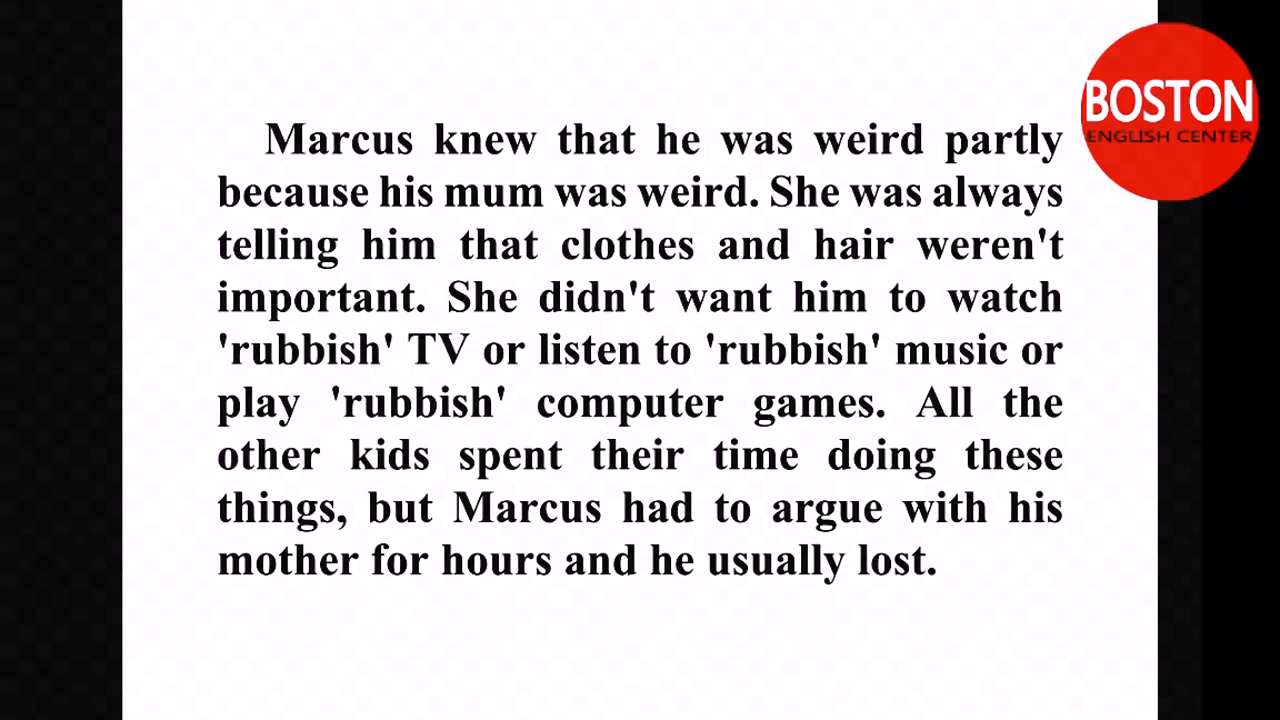 BOSTON
ENGLISH CENTER
Marcus knew that he was weird partly
because his mum was weird. She was always
telling him that clothes and hair weren't
important. She didn't want him to watch
'rubbish' TV or listen to 'rubbish' music or
play 'rubbish' computer games. All the
other kids spent their time doing these
things, but Marcus had to argue with his
mother for hours and he usually lost.